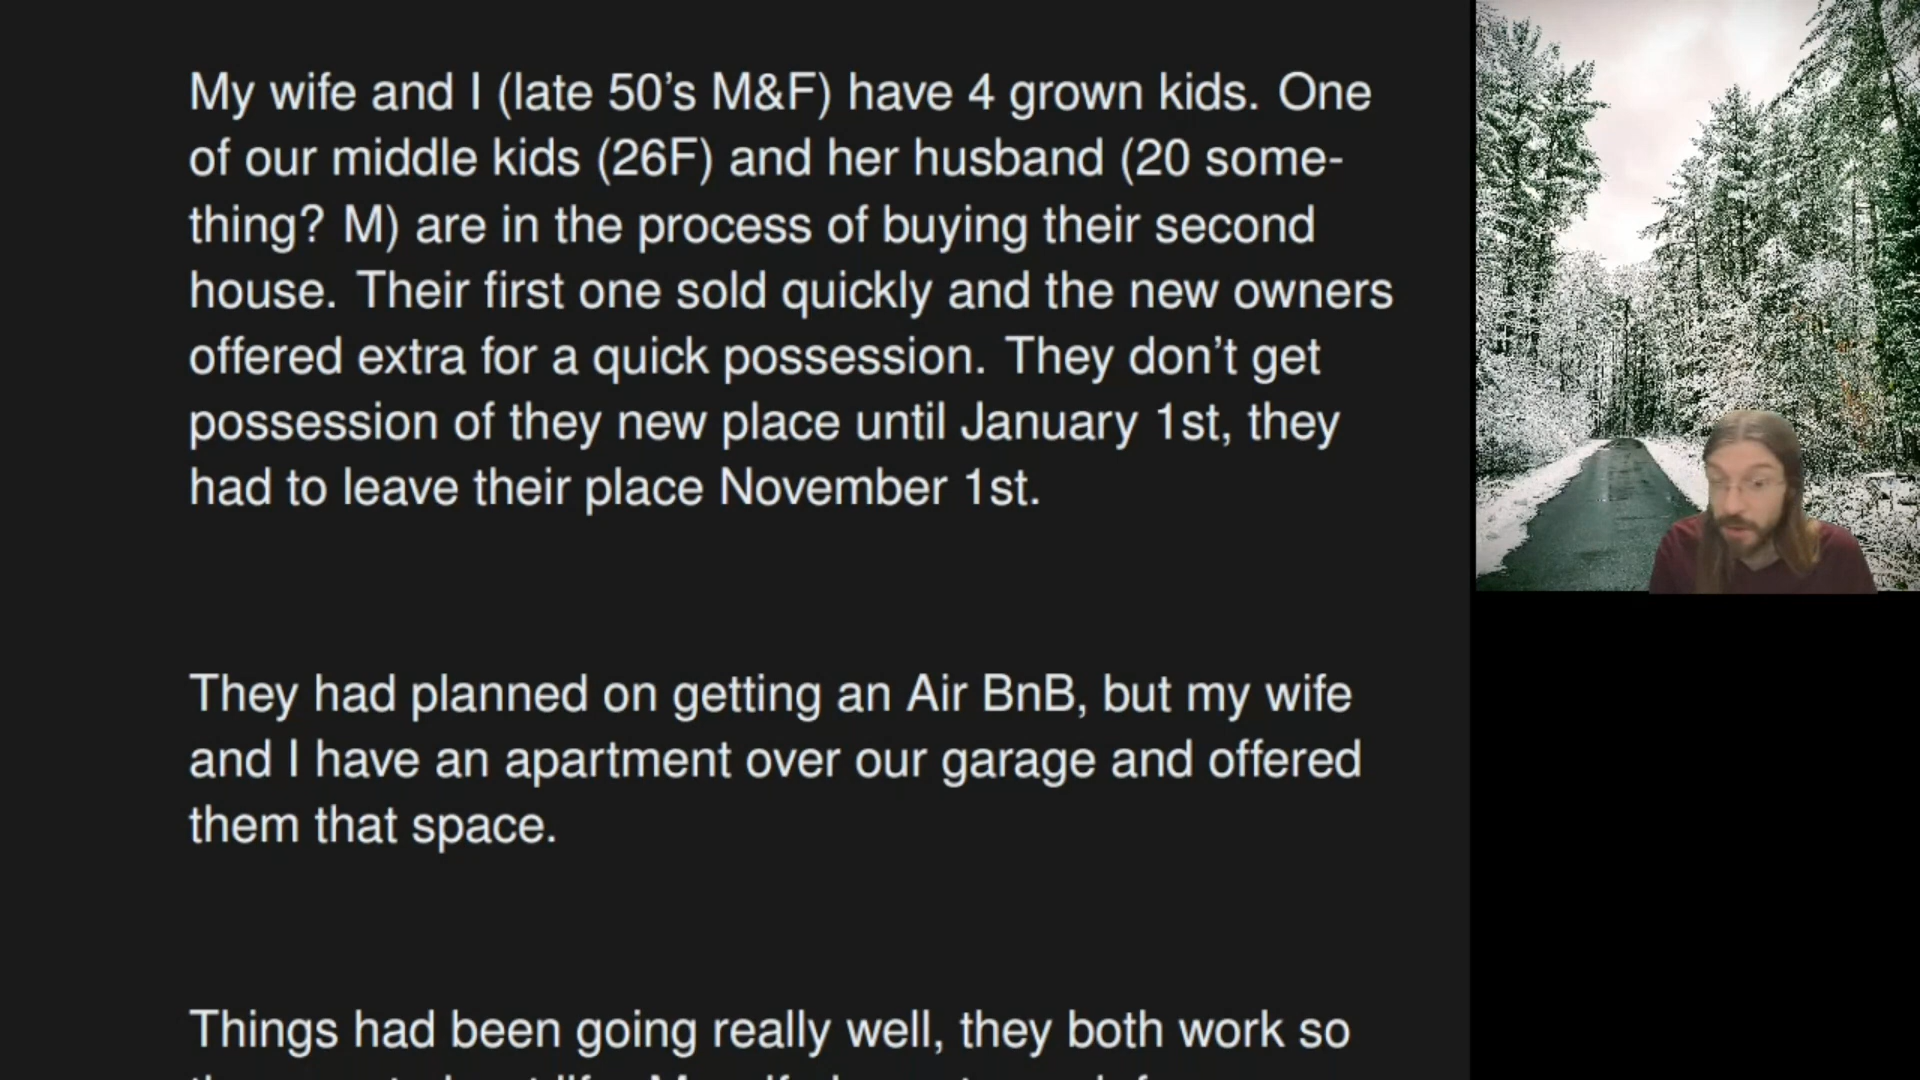 My wife and I (late 50’s M&F) have 4 grown kids. One
of our middle kids (26F) and her husband (20 some-
thing? M) are in the process of buying their second
house. Their first one sold quickly and the new owners
offered extra for a quick possession. They don’t get
possession of they new place until January 1st, they
had to leave their place November 1st.
They had planned on getting an Air BnB, but my wife
and I have an apartment over our garage and offered
them that space.
Things had been going really well, they both work so